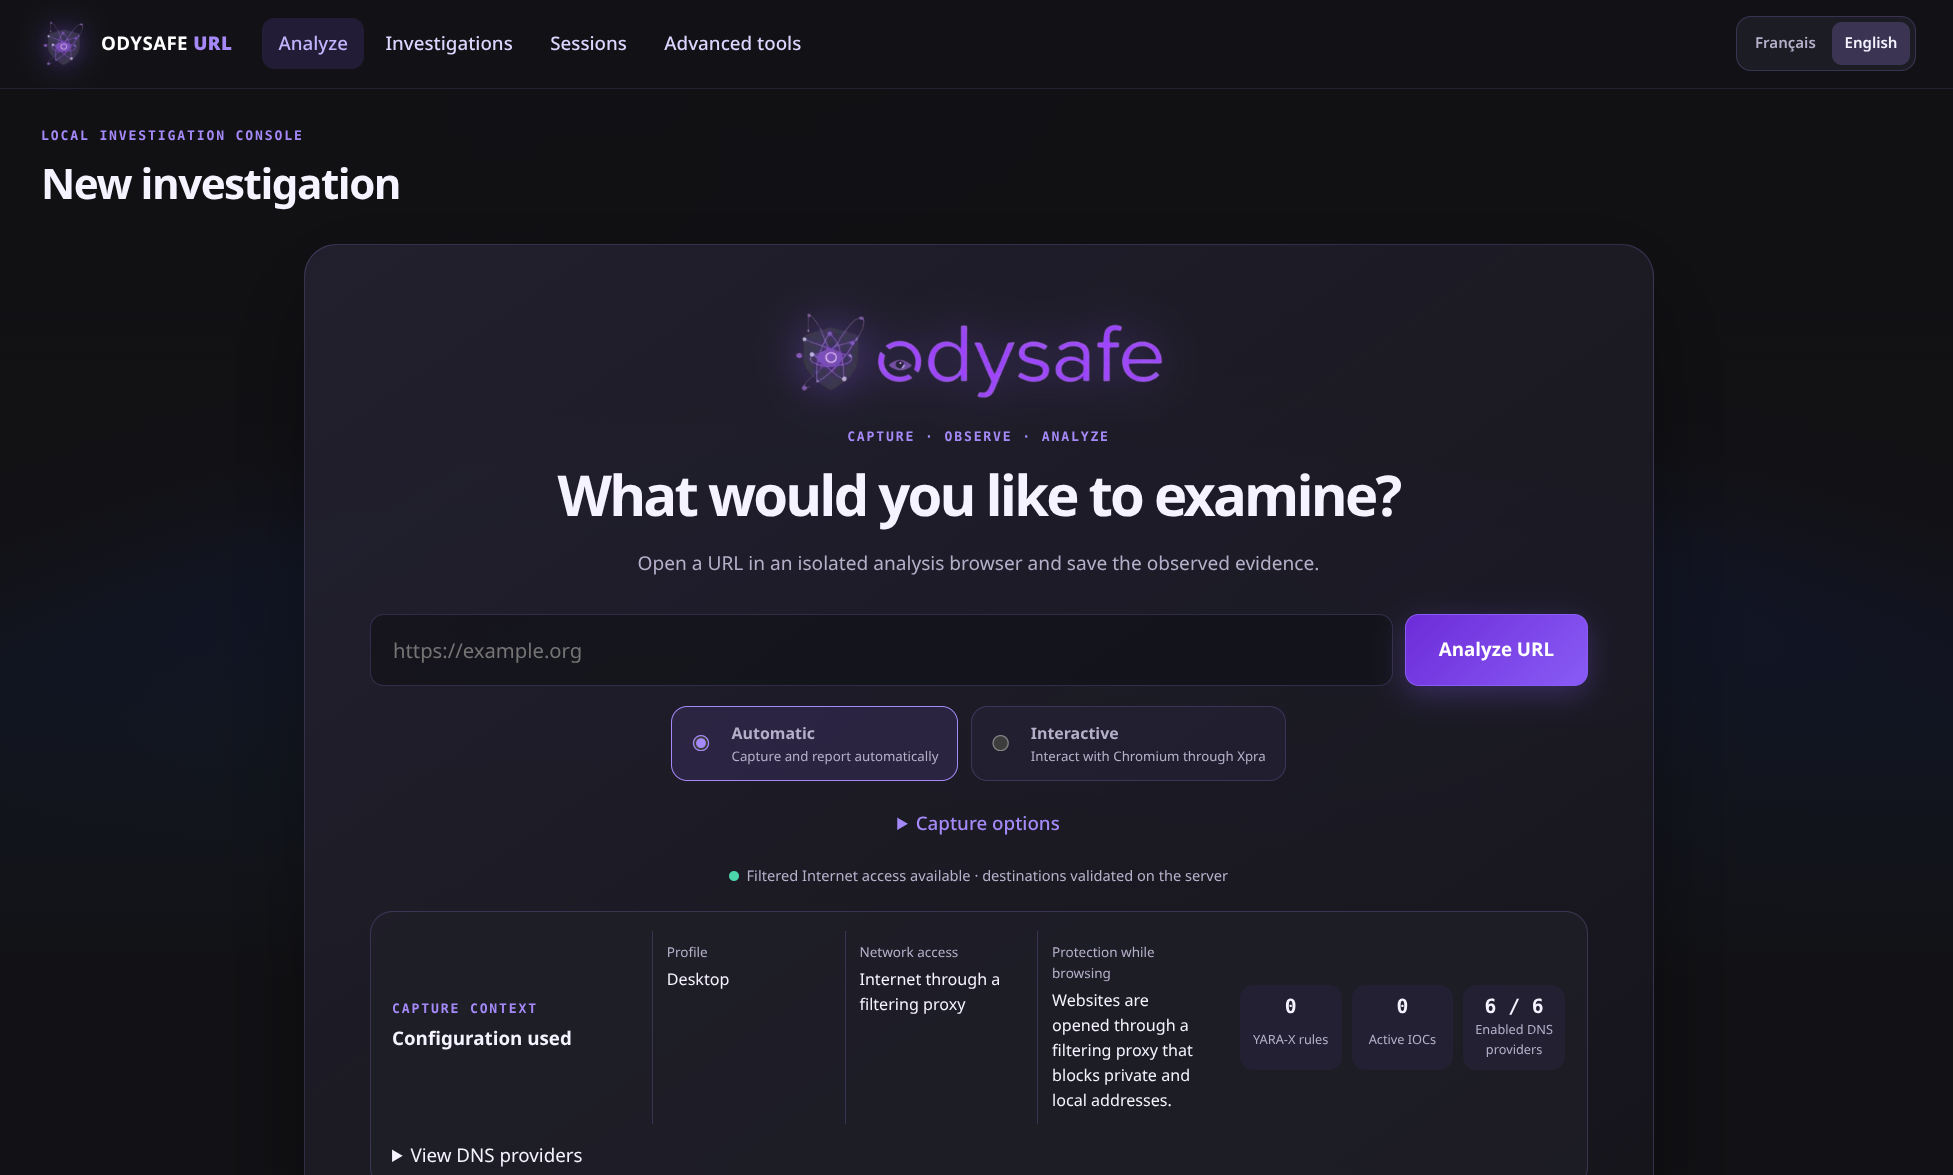 ODYSAFE URL
Analyze
Investigations
Sessions
Advanced tools
Français
English
LOCAL INVESTIGATION CONSOLE
New investigation
odysafe
CAPTURE · OBSERVE · ANALYZE
What would you like to examine?
Open a URL in an isolated analysis browser and save the observed evidence.
https://example.org
Analyze URL
Automatic
Capture and report automatically
Interactive
Interact with Chromium through Xpra
▶ Capture options
Filtered Internet access available · destinations validated on the server
CAPTURE CONTEXT
Configuration used
Profile
Desktop
Network access
Internet through a
filtering proxy
Protection while
browsing
Websites are
opened through a
filtering proxy that
blocks private and
local addresses.
0
YARA-X rules
0
Active IOCs
6 / 6
Enabled DNS
providers
▶ View DNS providers